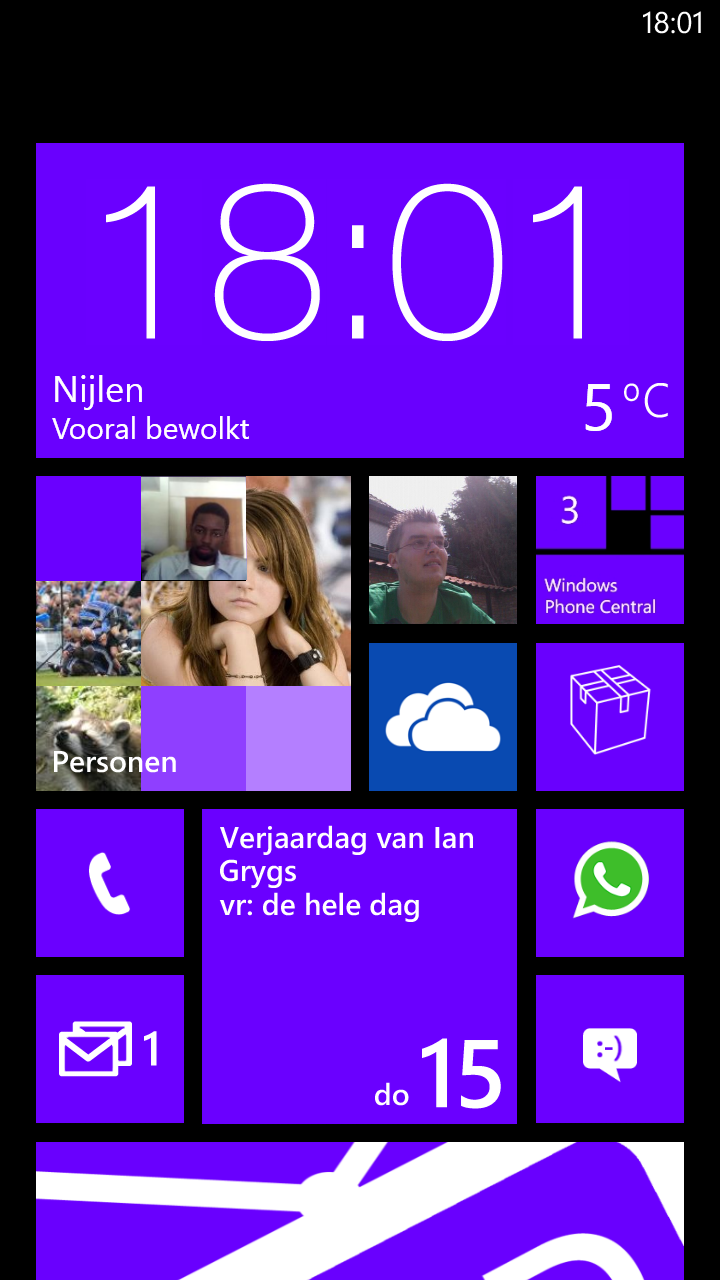 18:01
18:01
Nijlen
Vooral bewolkt
5 °C
3
Windows
Phone Central
Personen
Verjaardag van Ian
Grygs
vr: de hele dag
do 15
1
:-)